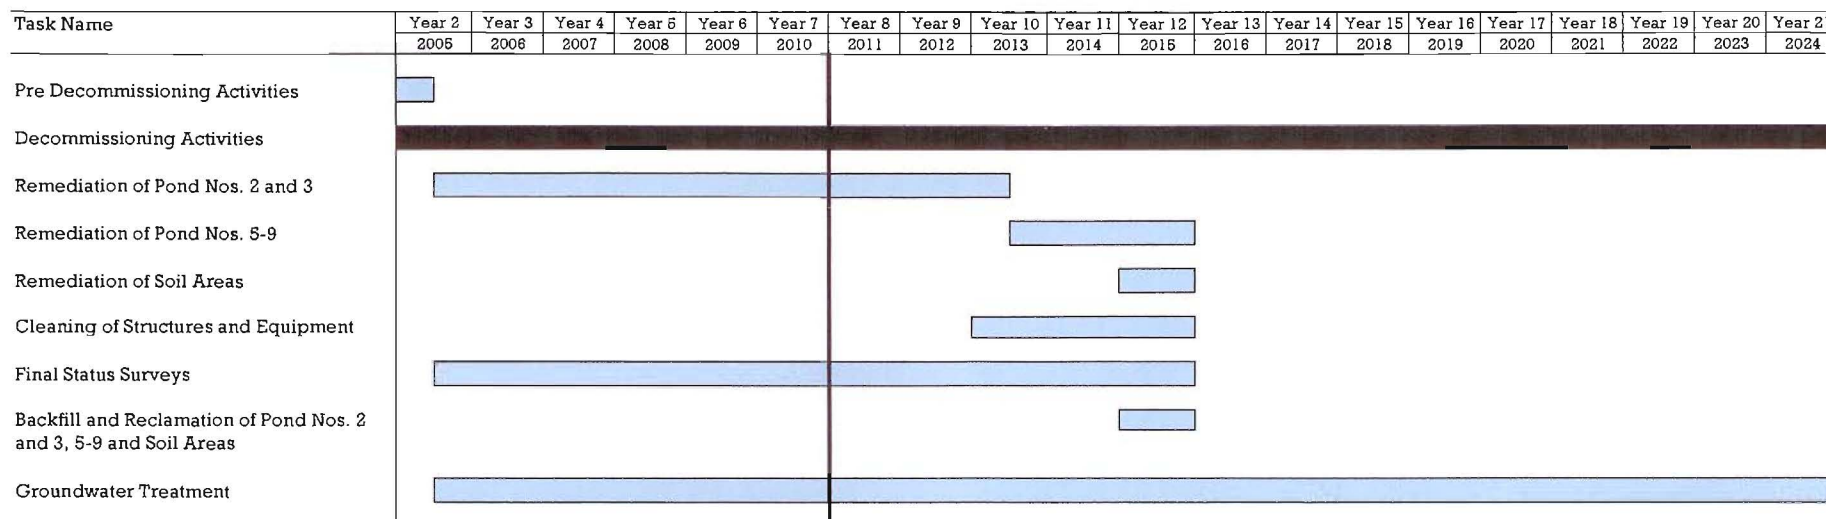 Task Name Year 2 Year 3 Year 4 Year 5 Year 6 Year 7 Year 8 Year 9 Year 10 Year 11 Year 12 Year 13 Year 14 Year 15 Year 16 Year 17 Year 18 Year 19 Year 20 Year 2
2005 2006 2007 2008 2009 2010 2011 2012 2013 2014 2015 2016 2017 2018 2019 2020 2021 2022 2023 2024
Pre Decommissioning Activities
Decommissioning Activities
Remediation of Pond Nos. 2 and 3
Remediation of Pond Nos. 5-9
Remediation of Soil Areas
Cleaning of Structures and Equipment
Final Status Surveys
Backfill and Reclamation of Pond Nos. 2
and 3, 5-9 and Soil Areas
Groundwater Treatment